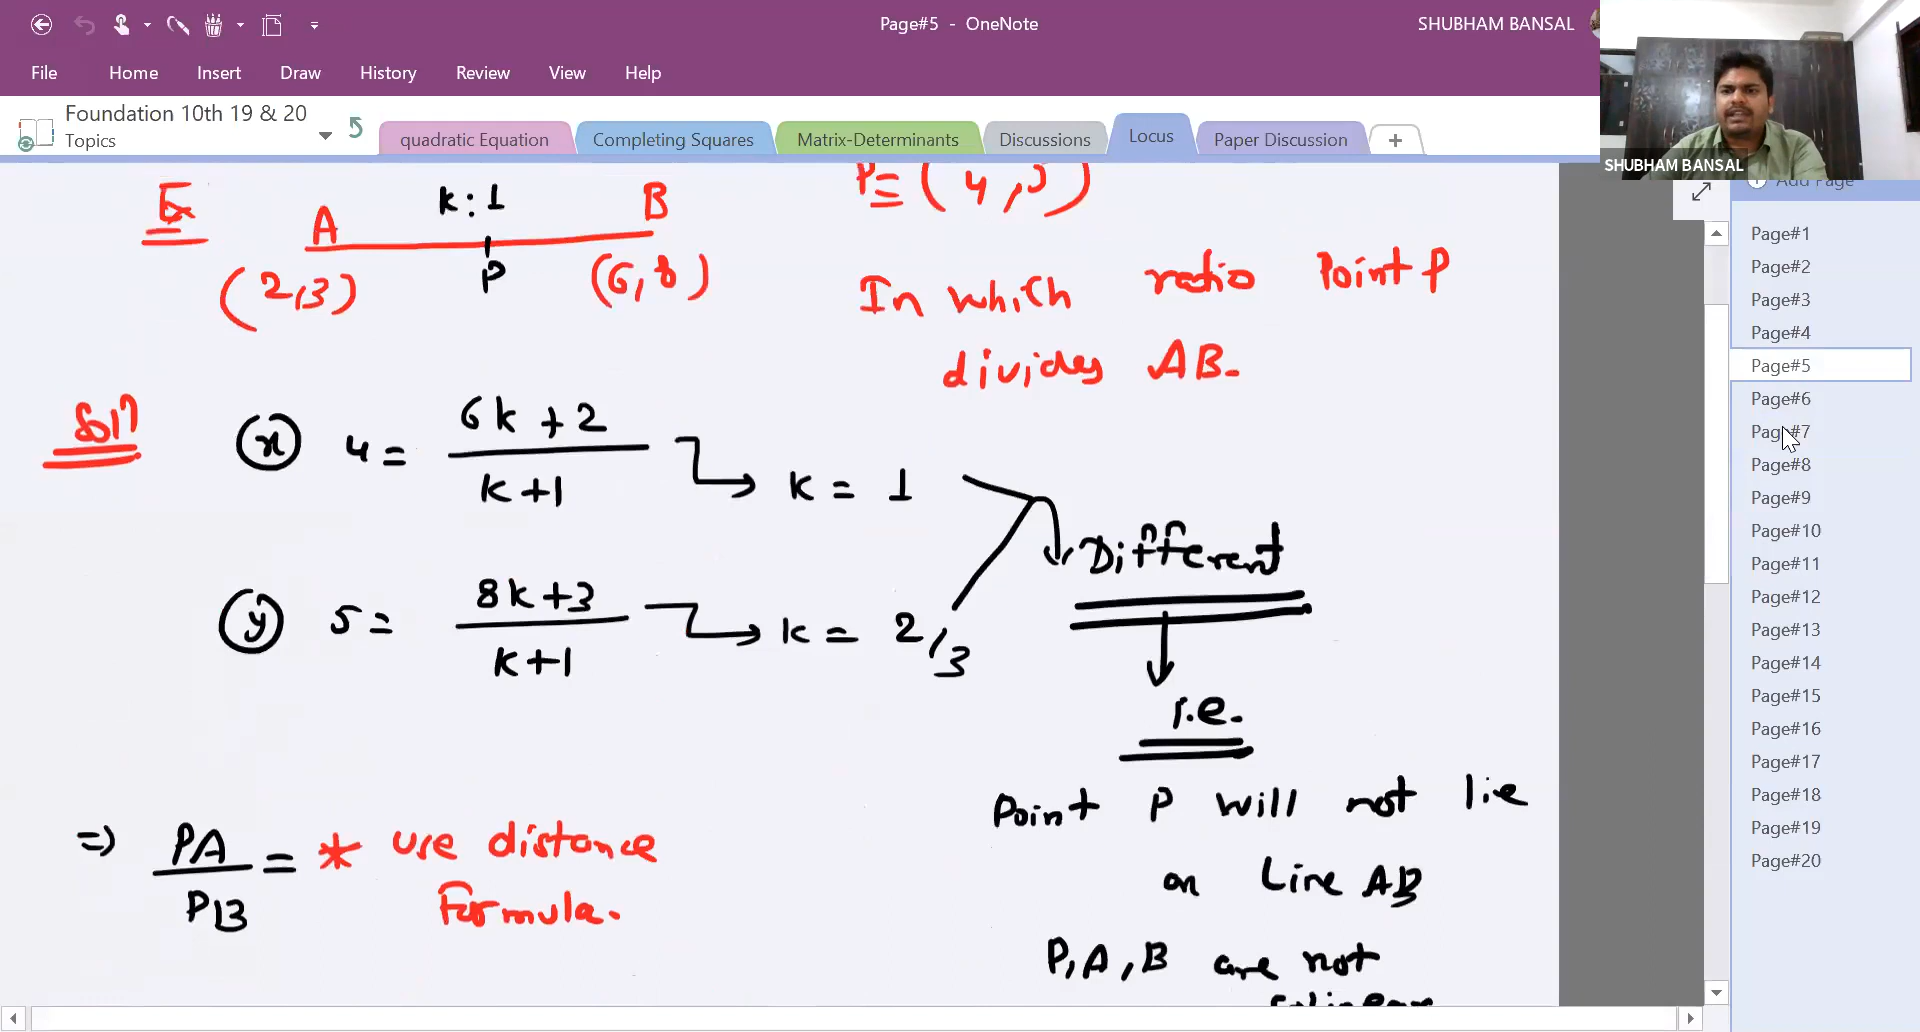 Page#5 - OneNote
SHUBHAM BANSAL
File Home Insert Draw History Review View Help
SHUBHAM BANSAL
Foundation 10th 19 & 20
Topics
quadratic Equation
Completing Squares
Matrix-Determinants
Discussions
Locus
Paper Discussion
+
Add Page
Page#1
Page#2
Page#3
Page#4
Page#5
Page#6
Page#7
Page#8
Page#9
Page#10
Page#11
Page#12
Page#13
Page#14
Page#15
Page#16
Page#17
Page#18
Page#19
Page#20
Ex
A k:1 B
P
(2,3) (6,8)
P≡ (4,5)
In which ratio Point P
divides AB.
Solⁿ
(x) 4 = 6k+2 / k+1 → k = 1
(y) 5 = 8k+3 / k+1 → k = 2/3
Different
i.e.
Point P will not lie
on Line AB
P, A, B are not
⇒ PA / PB = * use distance
Formula.